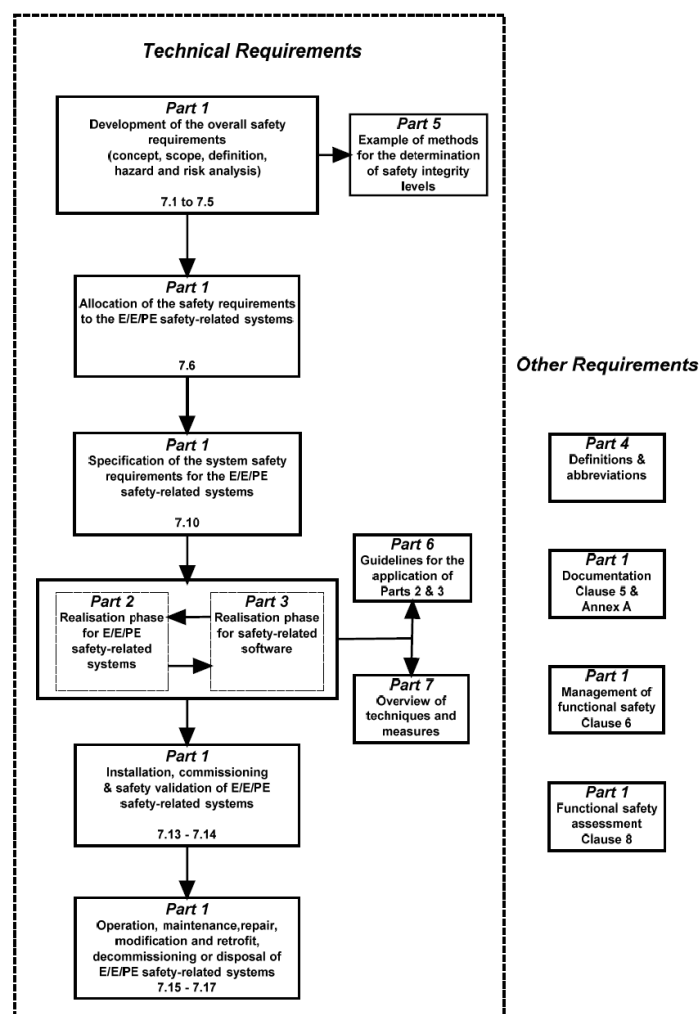 Technical Requirements
Part 1
Development of the overall safety
requirements
(concept, scope, definition,
hazard and risk analysis)
7.1 to 7.5
Part 5
Example of methods
for the determination
of safety integrity
levels
Part 1
Allocation of the safety requirements
to the E/E/PE safety-related systems
7.6
Part 1
Specification of the system safety
requirements for the E/E/PE
safety-related systems
7.10
Part 2
Realisation phase
for E/E/PE
safety-related
systems
Part 3
Realisation phase
for safety-related
software
Part 6
Guidelines for the
application of
Parts 2 & 3
Part 7
Overview of
techniques and
measures
Part 1
Installation, commissioning
& safety validation of E/E/PE
safety-related systems
7.13 - 7.14
Part 1
Operation, maintenance,repair,
modification and retrofit,
decommissioning or disposal of
E/E/PE safety-related systems
7.15 - 7.17
Other Requirements
Part 4
Definitions &
abbreviations
Part 1
Documentation
Clause 5 &
Annex A
Part 1
Management of
functional safety
Clause 6
Part 1
Functional safety
assessment
Clause 8